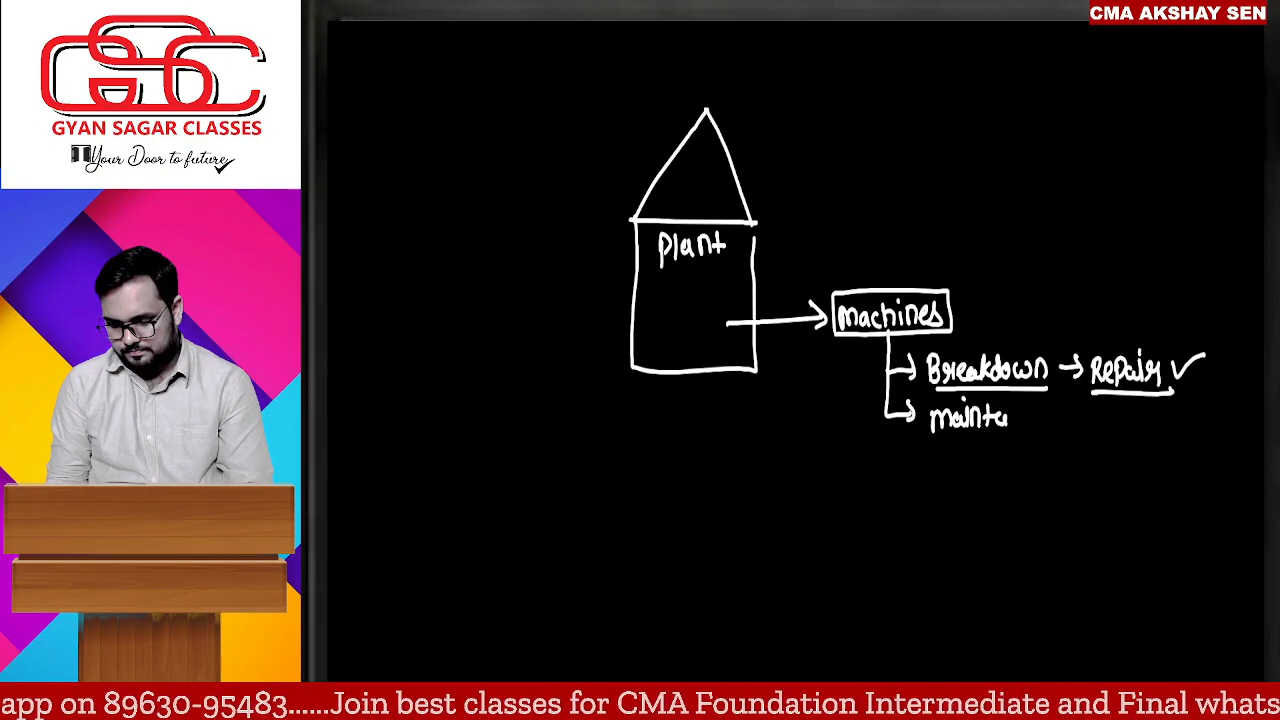 CMA AKSHAY SEN
GSC
GYAN SAGAR CLASSES
Your Door to future
Plant
machines
Breakdown → Repair ✓
mainta
app on 89630-95483......Join best classes for CMA Foundation Intermediate and Final whats